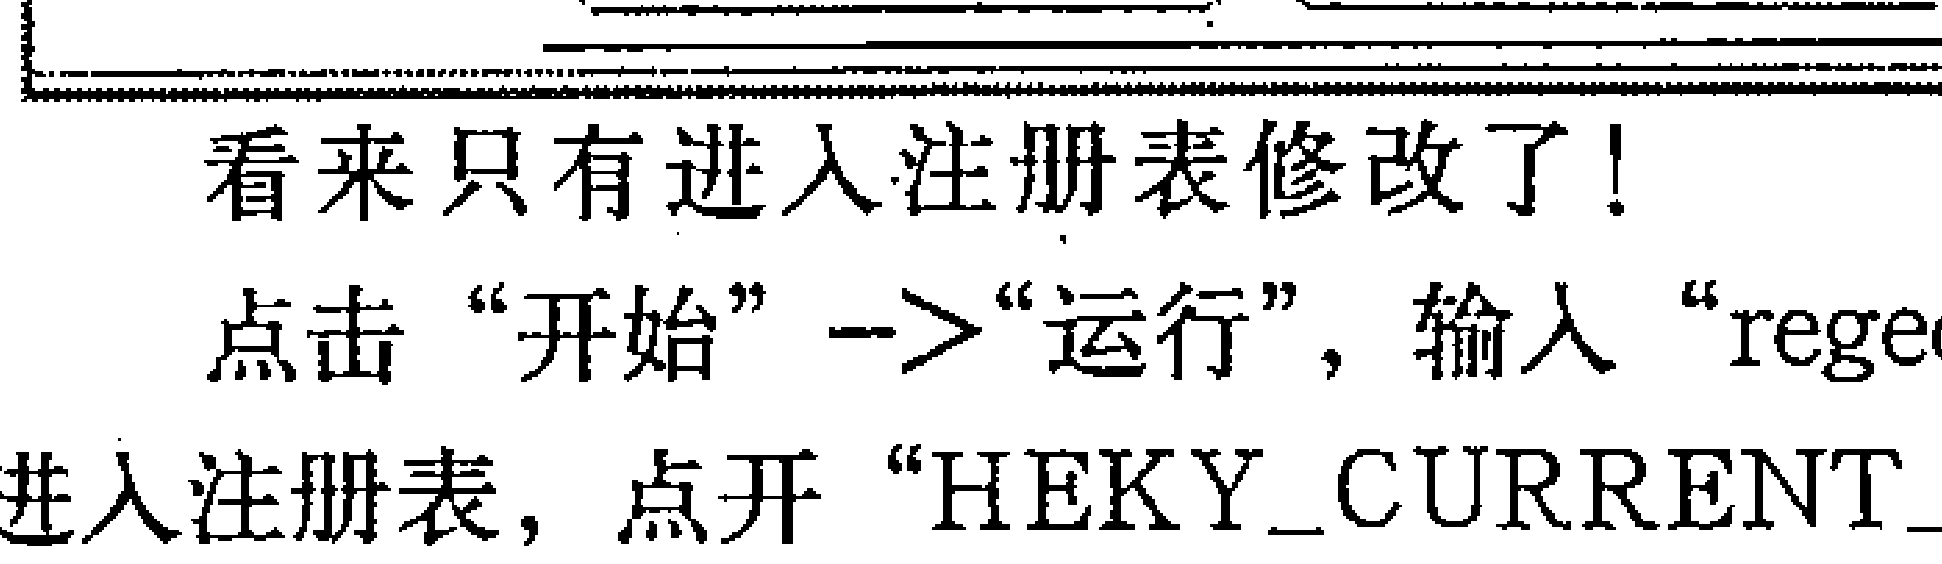 看来只有进入注册表修改了！
点击“开始”-->“运行”，输入“rege
进入注册表，点开“HEKY_CURRENT_